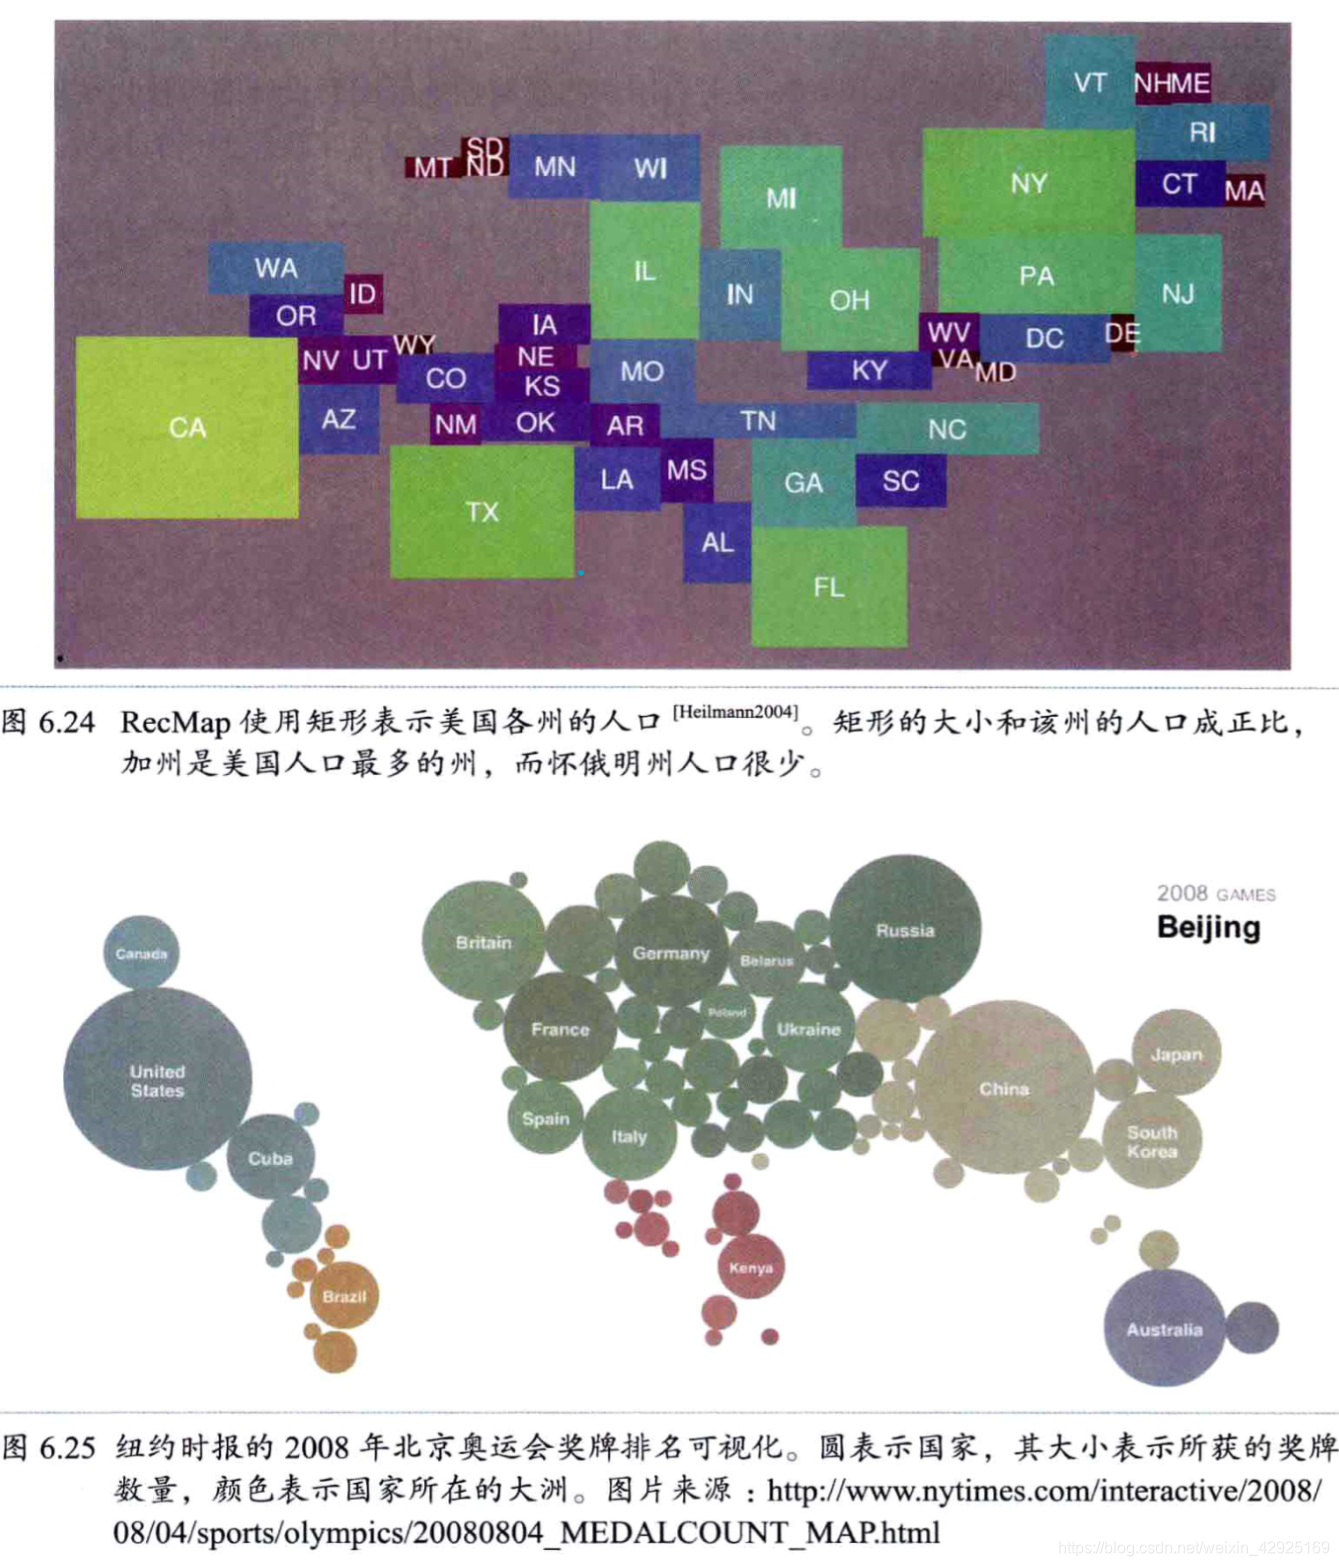 VT NH ME
RI
SD
MT ND MN WI MI NY CT MA
WA IL IN OH PA NJ
ID
OR IA WV DC DE
NV UT WY NE MO KY VA MD
CO KS
CA AZ NM OK AR TN NC
TX LA MS GA SC
AL FL
图 6.24 RecMap 使用矩形表示美国各州的人口 [Heilmann2004]。矩形的大小和该州的人口成正比，
加州是美国人口最多的州，而怀俄明州人口很少。
2008 GAMES
Beijing
Canada
Britain
Germany
Belarus
Russia
United
States
France
Poland
Ukraine
China
Japan
Cuba
Spain
Italy
South
Korea
Brazil
Kenya
Australia
图 6.25 纽约时报的 2008 年北京奥运会奖牌排名可视化。圆表示国家，其大小表示所获的奖牌
数量，颜色表示国家所在的大洲。图片来源：http://www.nytimes.com/interactive/2008/
08/04/sports/olympics/20080804_MEDALCOUNT_MAP.html
https://blog.csdn.net/weixin_42925169